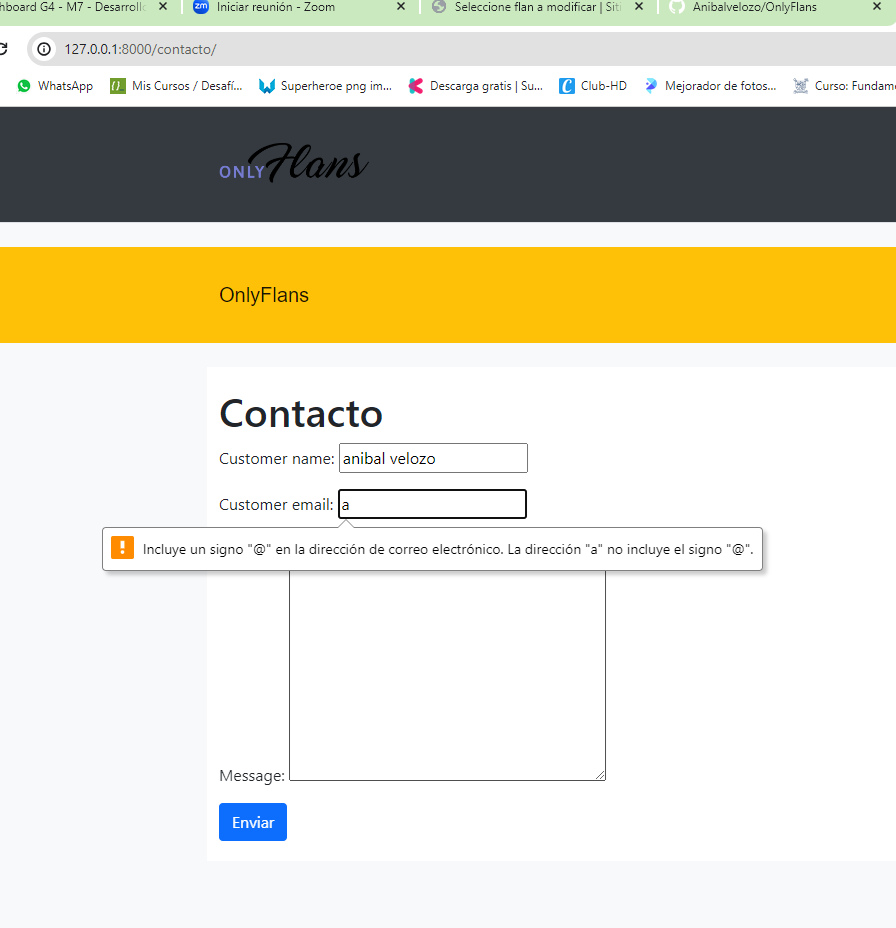 hboard G4 - M7 - Desarroll
zm Iniciar reunión - Zoom
Seleccione flan a modificar | Siti
Anibalvelozo/OnlyFlans
127.0.0.1:8000/contacto/
WhatsApp
{} Mis Cursos / Desafí...
Superheroe png im...
Descarga gratis | Su...
C Club-HD
Mejorador de fotos...
Curso: Fundam
ONLY Flans
OnlyFlans
Contacto
Customer name: anibal velozo
Customer email: a
Incluye un signo "@" en la dirección de correo electrónico. La dirección "a" no incluye el signo "@".
Message:
Enviar